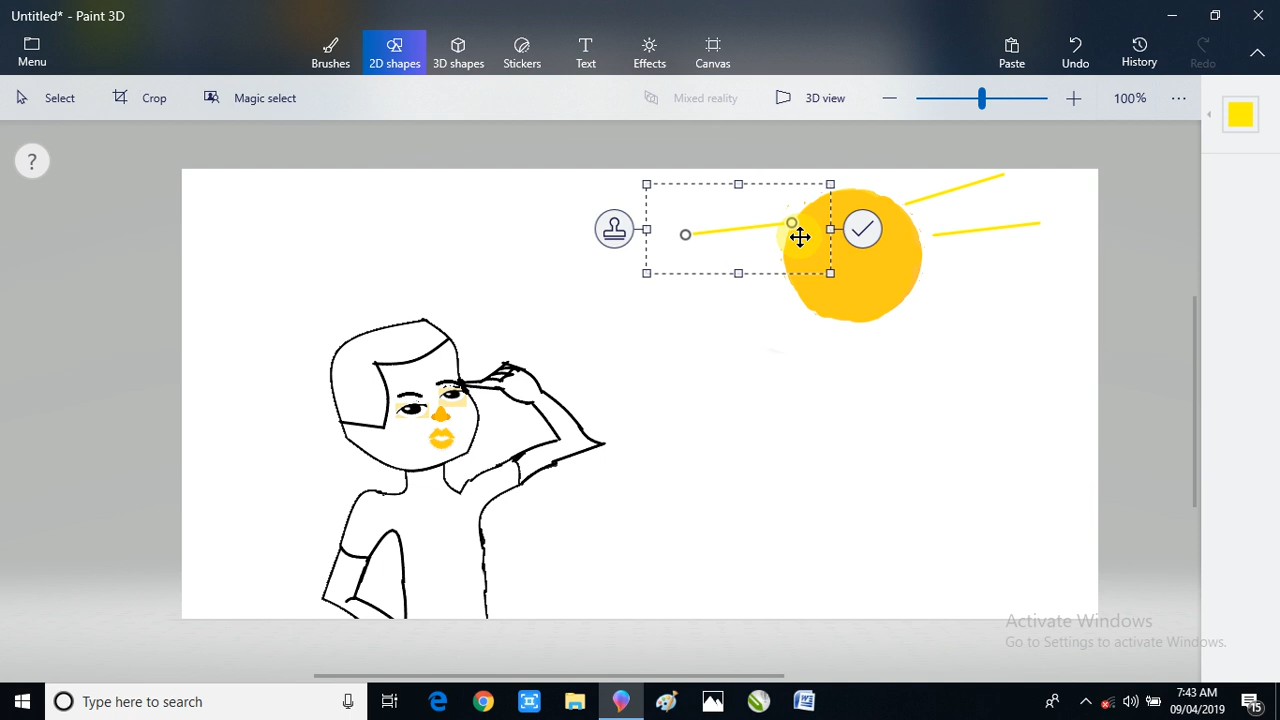 Untitled* - Paint 3D
Menu
Brushes
2D shapes
3D shapes
Stickers
Text
Effects
Canvas
Paste
Undo
History
Redo
Select
Crop
Magic select
Mixed reality
3D view
100%
?
Activate Windows
Go to Settings to activate Windows.
Type here to search
7:43 AM
09/04/2019
15